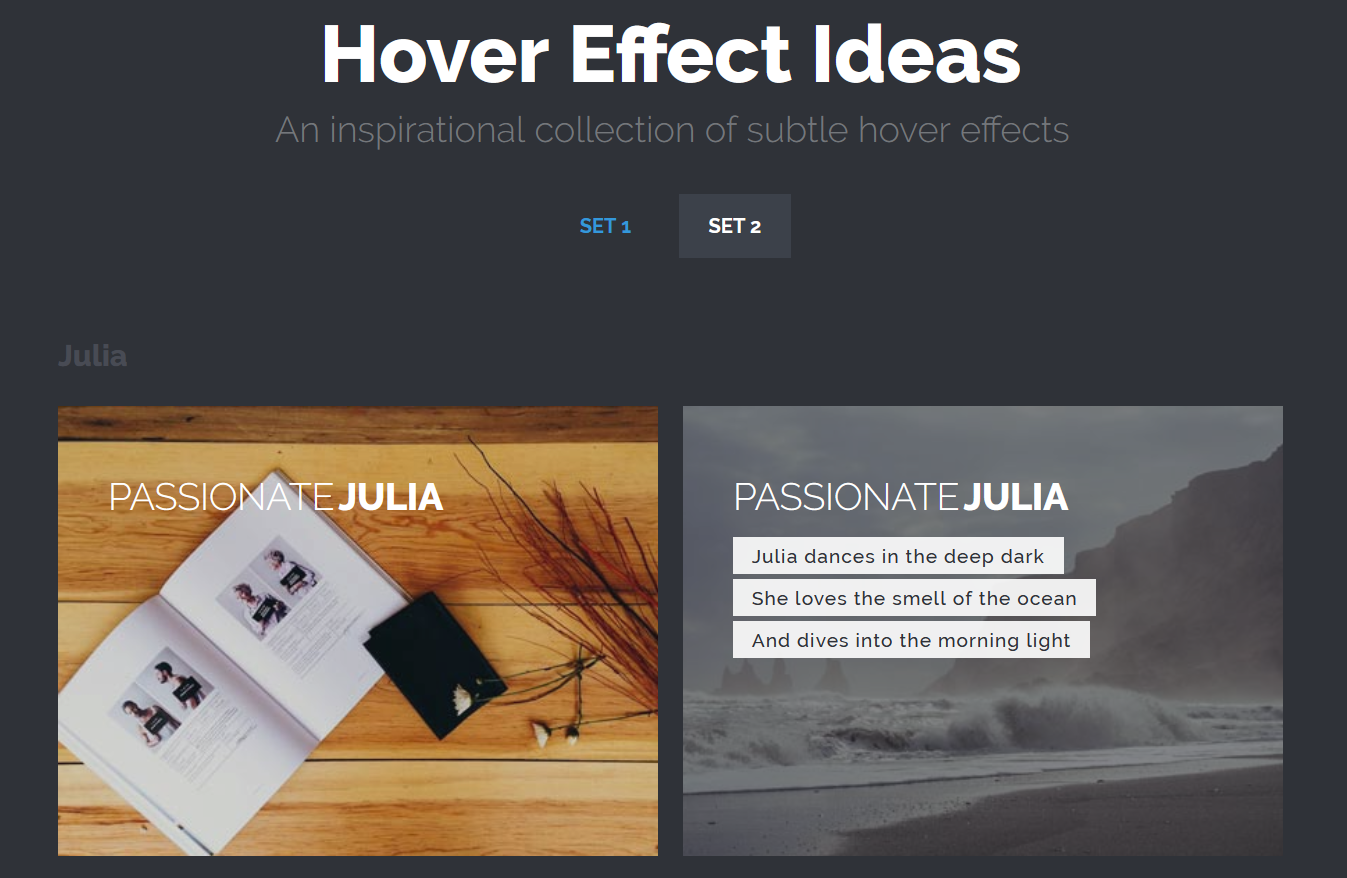 Hover Effect Ideas
An inspirational collection of subtle hover effects
SET 1
SET 2
Julia
PASSIONATE JULIA
PASSIONATE JULIA
Julia dances in the deep dark
She loves the smell of the ocean
And dives into the morning light